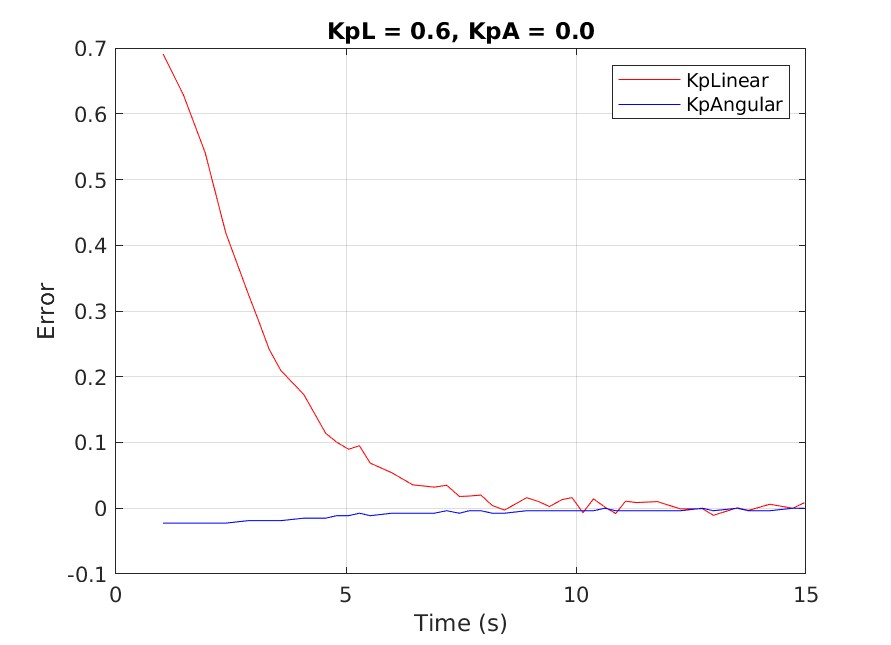 KpL = 0.6, KpA = 0.0
0.7
0.6
0.5
0.4
0.3
0.2
0.1
0
-0.1
Error
KpLinear
KpAngular
0 5 10 15
Time (s)